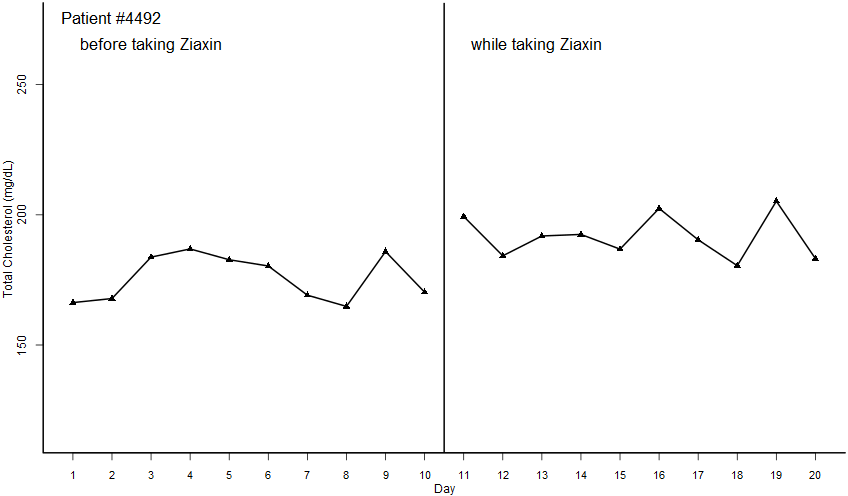 Patient #4492
before taking Ziaxin
while taking Ziaxin
Total Cholesterol (mg/dL)
250
200
150
1 2 3 4 5 6 7 8 9 10 11 12 13 14 15 16 17 18 19 20
Day